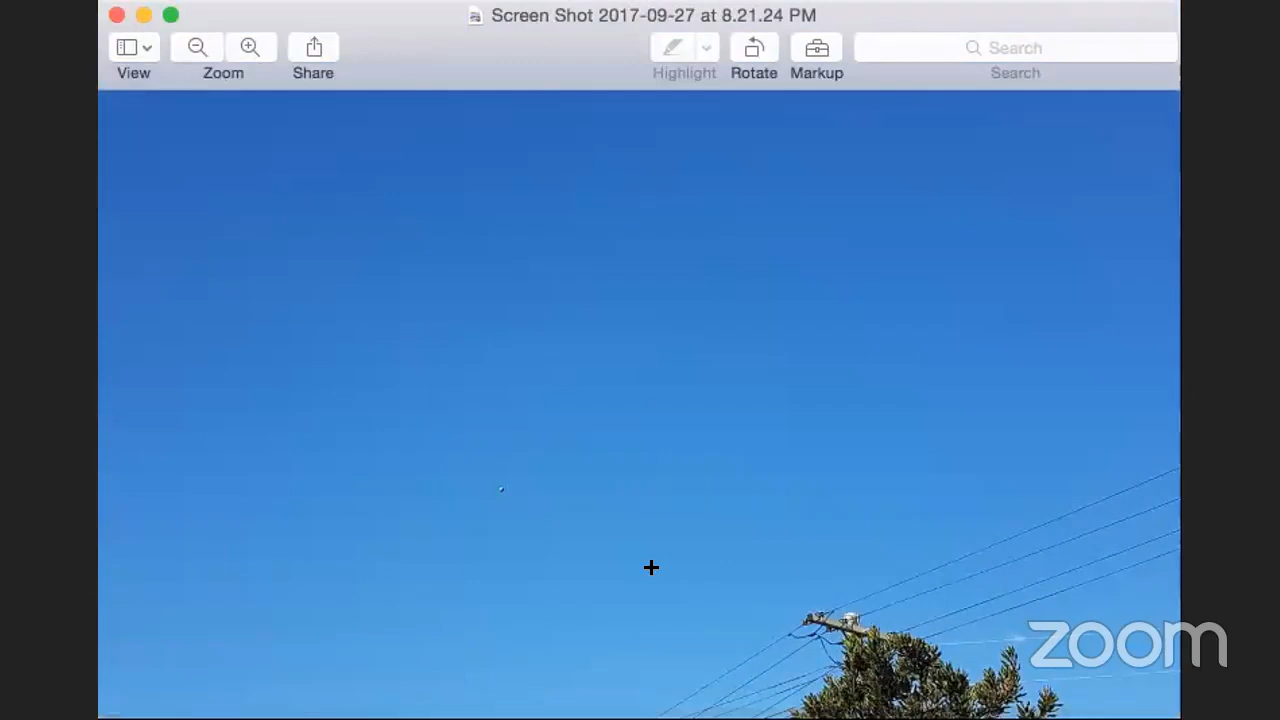 Screen Shot 2017-09-27 at 8.21.24 PM
View
Zoom
Share
Highlight
Rotate
Markup
Search
Search
zoom